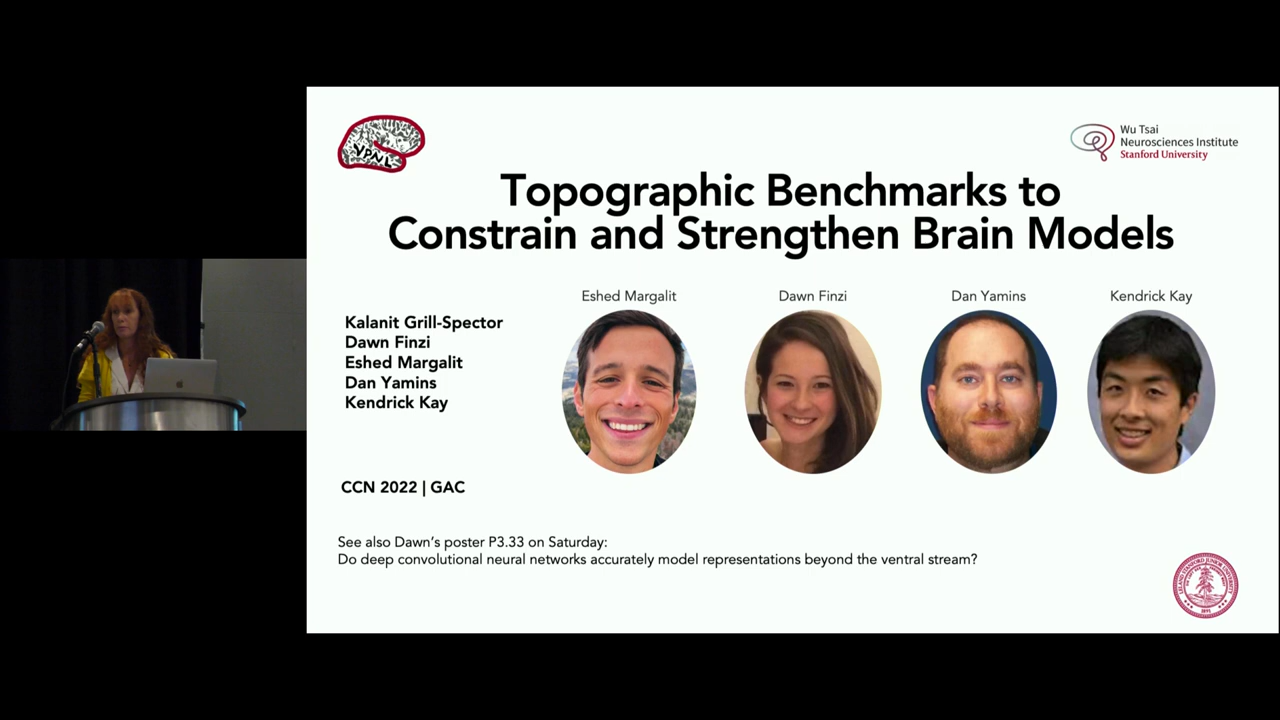 VPNL
Wu Tsai
Neurosciences Institute
Stanford University
Topographic Benchmarks to
Constrain and Strengthen Brain Models
Eshed Margalit
Dawn Finzi
Dan Yamins
Kendrick Kay
Kalanit Grill-Spector
Dawn Finzi
Eshed Margalit
Dan Yamins
Kendrick Kay
CCN 2022 | GAC
See also Dawn's poster P3.33 on Saturday:
Do deep convolutional neural networks accurately model representations beyond the ventral stream?